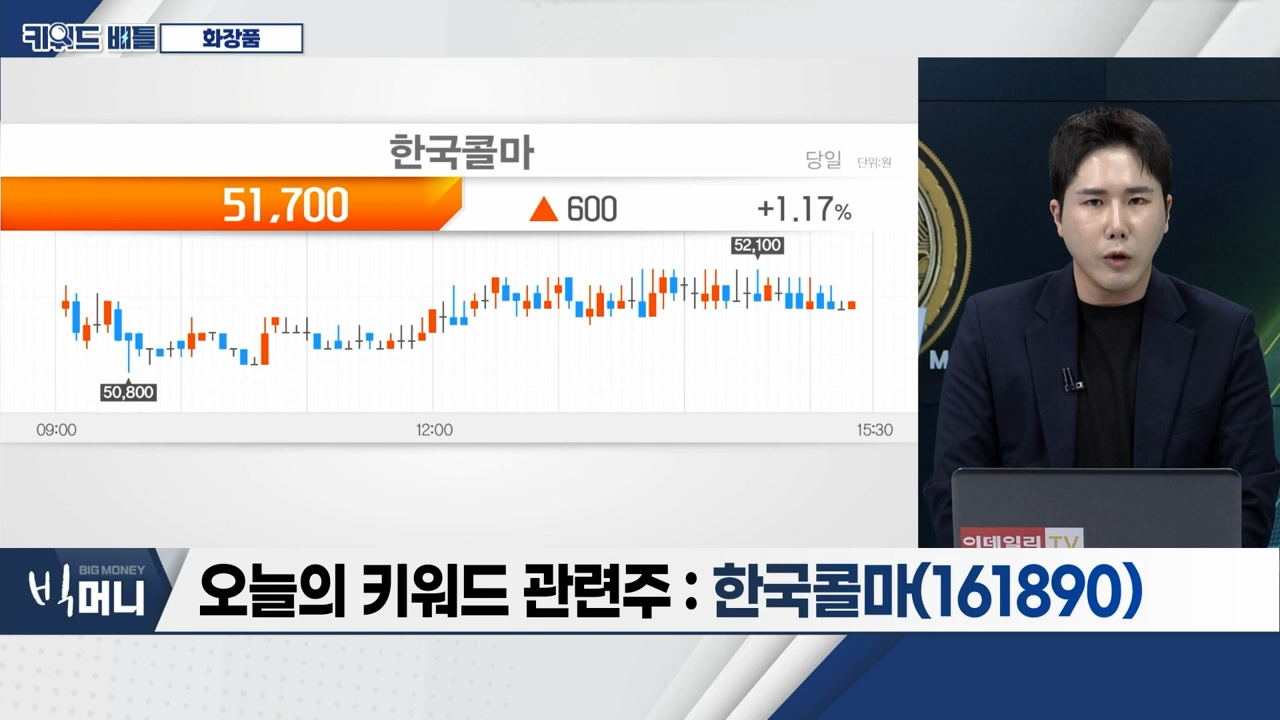 키워드 배틀
화장품
한국콜마
당일 단위:원
51,700 ▲ 600 +1.17%
52,100
50,800
09:00 12:00 15:30
M
이데일리 TV
BIG MONEY
빅머니
오늘의 키워드 관련주 : 한국콜마(161890)